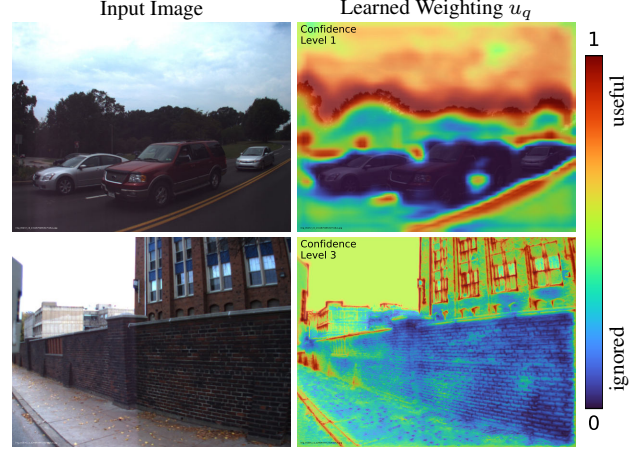 Input Image
Learned Weighting u_q
Confidence
Level 1
1
useful
Confidence
Level 3
ignored
0